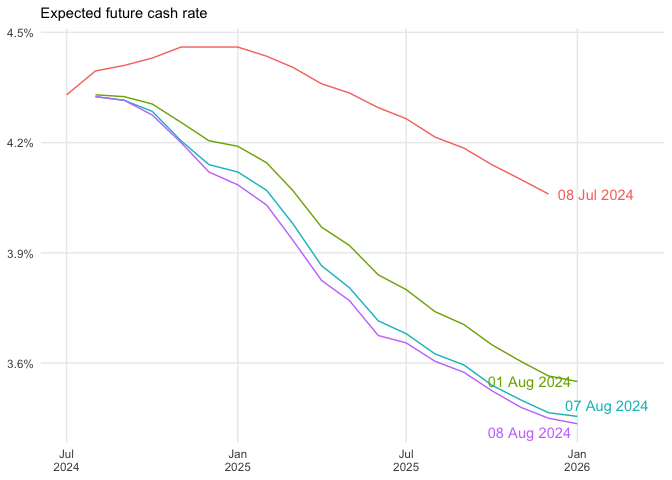 Expected future cash rate
4.5%
4.2%
3.9%
3.6%
08 Jul 2024
01 Aug 2024
07 Aug 2024
08 Aug 2024
Jul
2024
Jan
2025
Jul
2025
Jan
2026